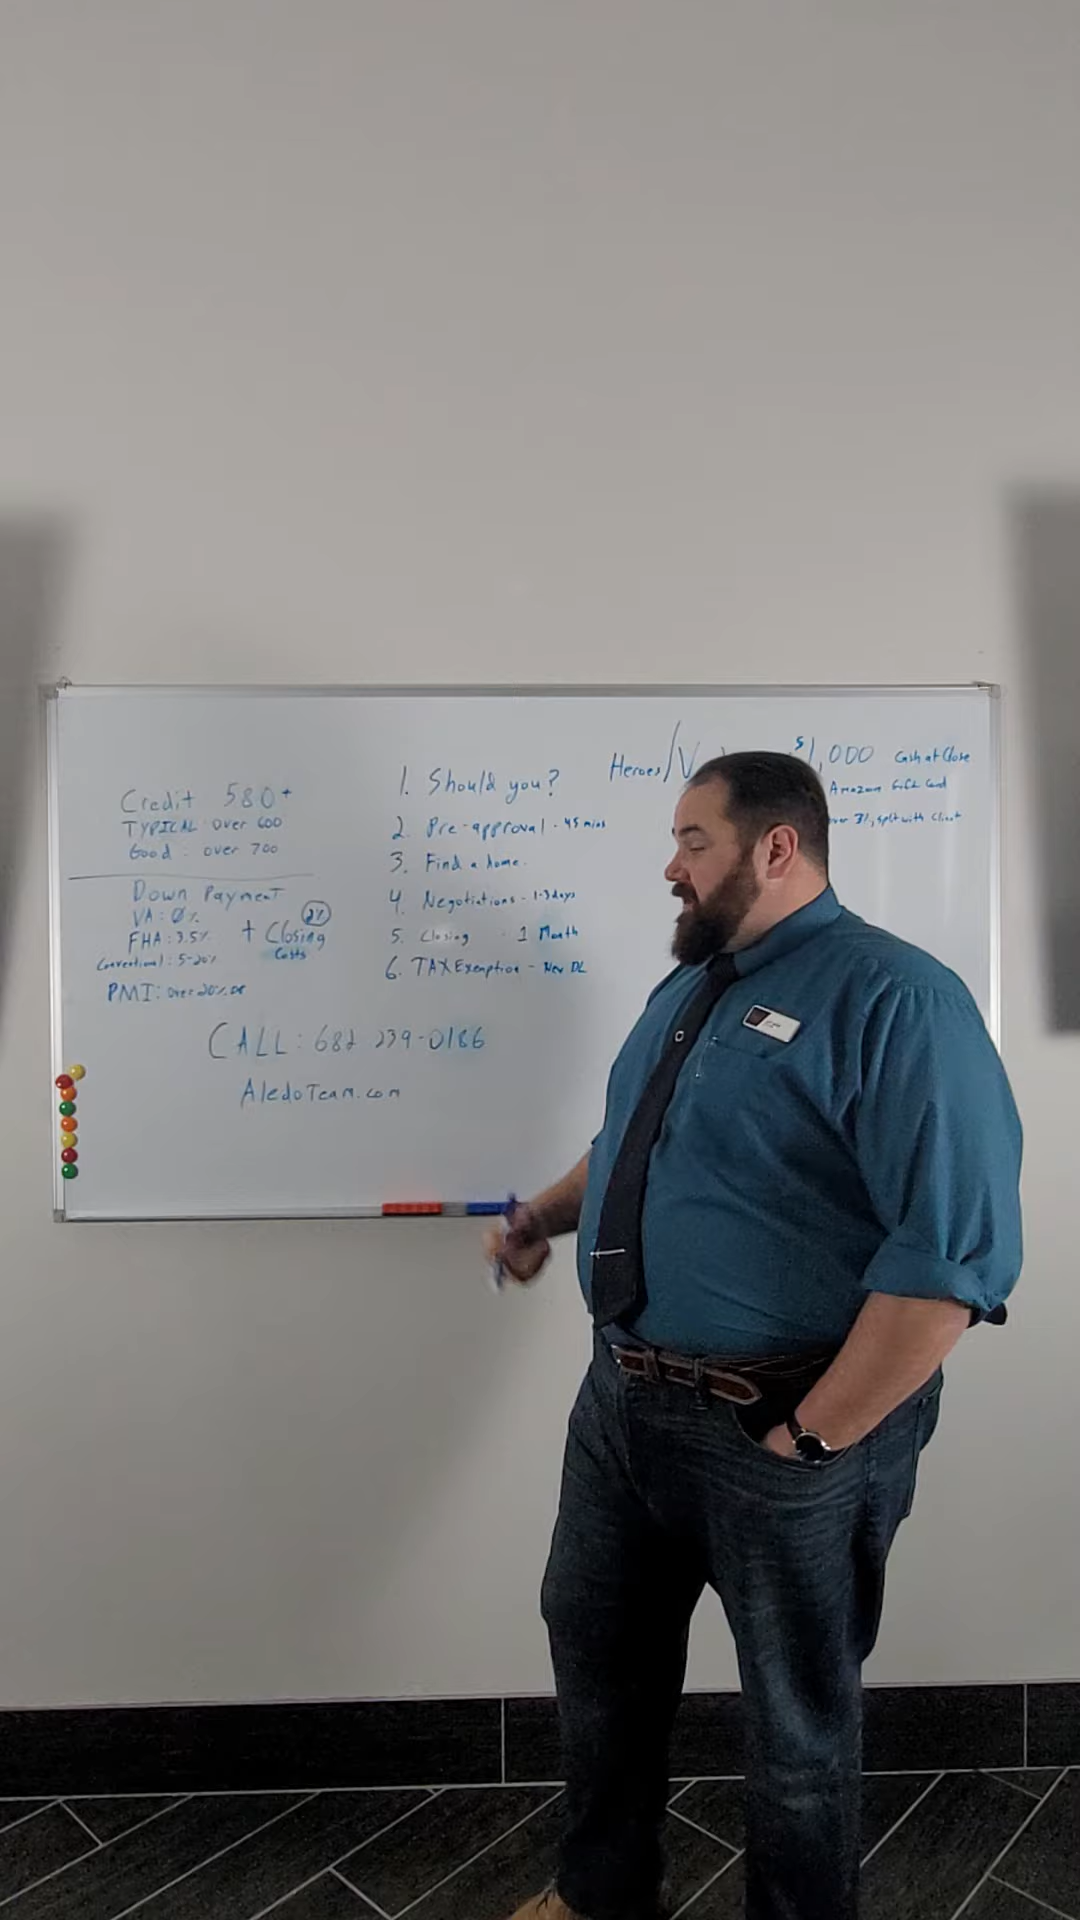 Credit 580+
TYPICAL: Over 600
Good: over 700
Down Payment
VA: 0%
FHA: 3.5%
Conventional: 5-20%
+ Closing 2%
Costs
PMI: Over 20%
CALL: 682 239-0186
AledoTeam.com
1. Should you?
2. Pre-approval - 45 mins
3. Find a home.
4. Negotiations - 1-3 days
5. Closing - 1 Month
6. TAX Exemption - New DL
Heroes/V
$1,000 Cash at Close
Amazon Gift Card
over 3%, split with Client